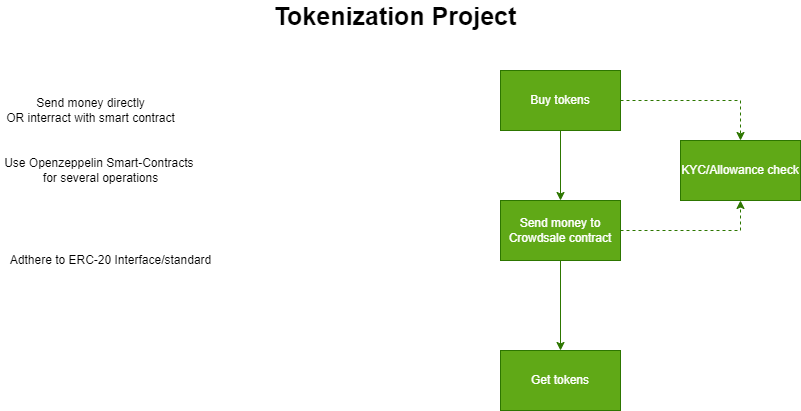 Tokenization Project
Send money directly
OR interract with smart contract
Use Openzeppelin Smart-Contracts
for several operations
Adthere to ERC-20 Interface/standard
Buy tokens
KYC/Allowance check
Send money to
Crowdsale contract
Get tokens